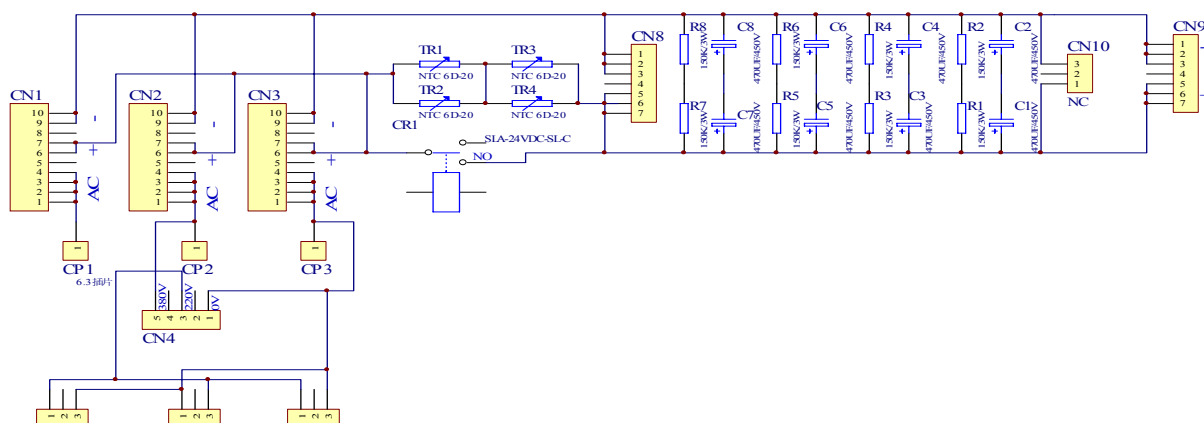 R8
150K/3W
C8
470UF/450V
R6
150K/3W
C6
470UF/450V
R4
150K/3W
C4
470UF/450V
R2
150K/3W
C2
470UF/450V
CN9
1
2
3
4
5
6
7
CN8
1
2
3
4
5
6
7
CN10
3
2
1
NC
TR1
NTC 6D-20
TR3
NTC 6D-20
TR2
NTC 6D-20
TR4
NTC 6D-20
R7
150K/3W
C7
470UF/450V
R5
150K/3W
C5
470UF/450V
R3
150K/3W
C3
470UF/450V
R1
150K/3W
C1
470UF/450V
CN1
10
9
8
7
6
5
4
3
2
1
-
+
AC
CN2
10
9
8
7
6
5
4
3
2
1
-
+
AC
CN3
10
9
8
7
6
5
4
3
2
1
-
+
AC
CR1
SLA-24VDC-SL-C
NO
1
CP1
6.3插片
1
CP2
1
CP3
380V
220V
0V
5
4
3
2
1
CN4
1
2
3
1
2
3
1
2
3